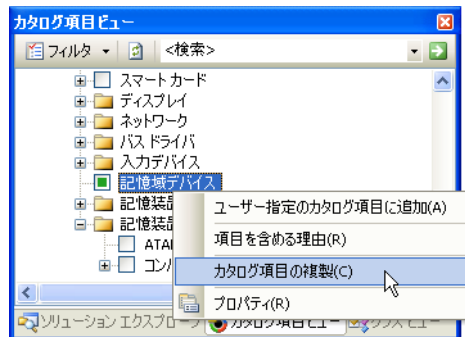 カタログ項目ビュー
フィルタ
<検索>
スマート カード
ディスプレイ
ネットワーク
バス ドライバ
入力デバイス
記憶域デバイス
記憶装
ユーザー指定のカタログ項目に追加(A)
記憶装
項目を含める理由(R)
ATA
カタログ項目の複製(C)
コン
プロパティ(R)
ソリューション エクスプローラ
カタログ項目ビュー
クラス ビュー